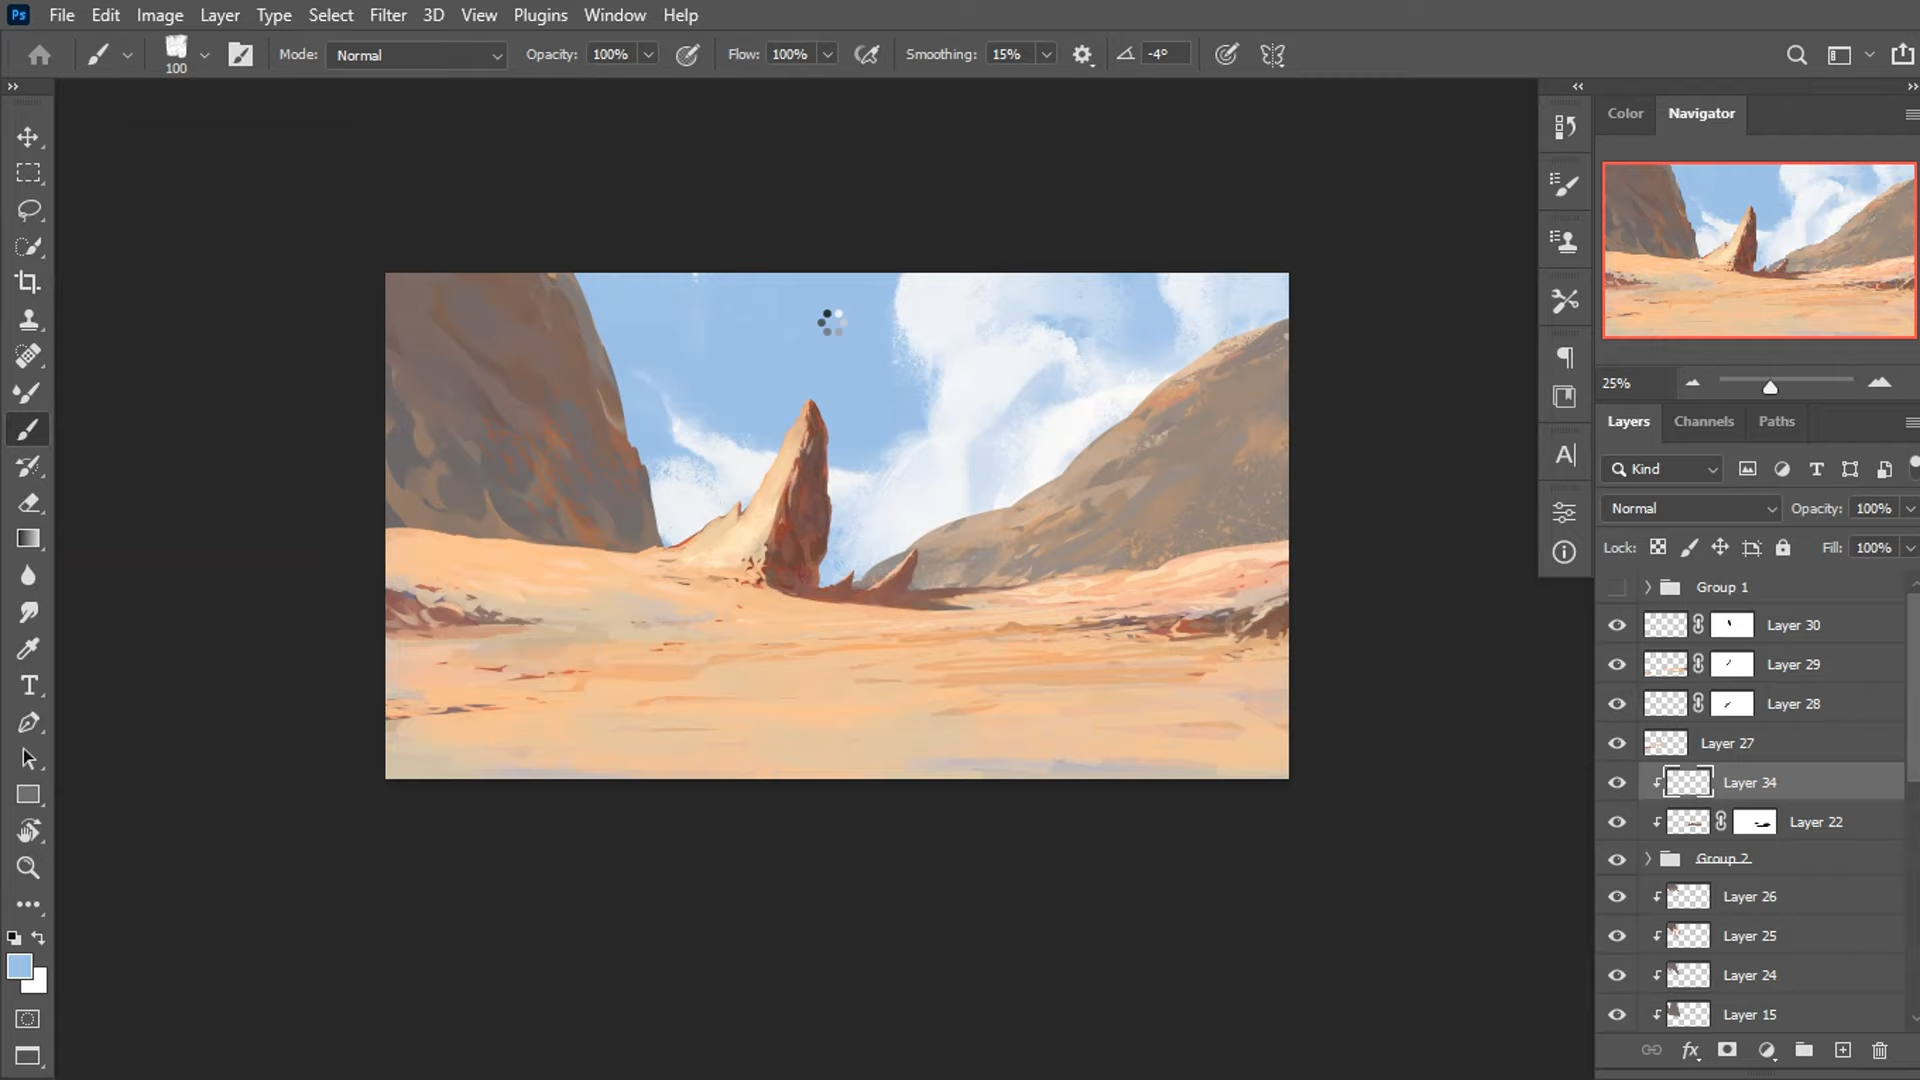 Ps File Edit Image Layer Type Select Filter 3D View Plugins Window Help
100 Mode: Normal Opacity: 100% Flow: 100% Smoothing: 15% -4°
Color Navigator
25%
Layers Channels Paths
Kind
Normal Opacity: 100%
Lock: Fill: 100%
Group 1
Layer 30
Layer 29
Layer 28
Layer 27
Layer 34
Layer 22
Group 2
Layer 26
Layer 25
Layer 24
Layer 15